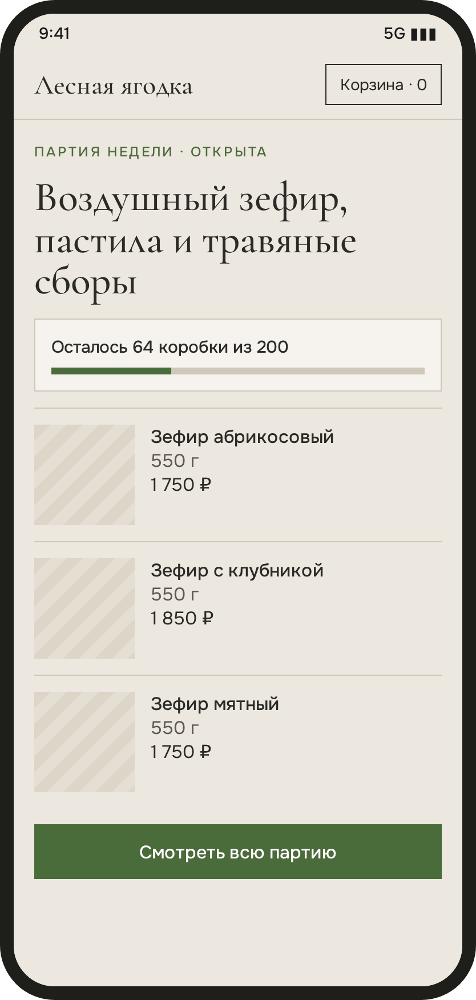 9:41
5G
Лесная ягодка
Корзина · 0
ПАРТИЯ НЕДЕЛИ · ОТКРЫТА
Воздушный зефир,
пастила и травяные
сборы
Осталось 64 коробки из 200
Зефир абрикосовый
550 г
1 750 ₽
Зефир с клубникой
550 г
1 850 ₽
Зефир мятный
550 г
1 750 ₽
Смотреть всю партию